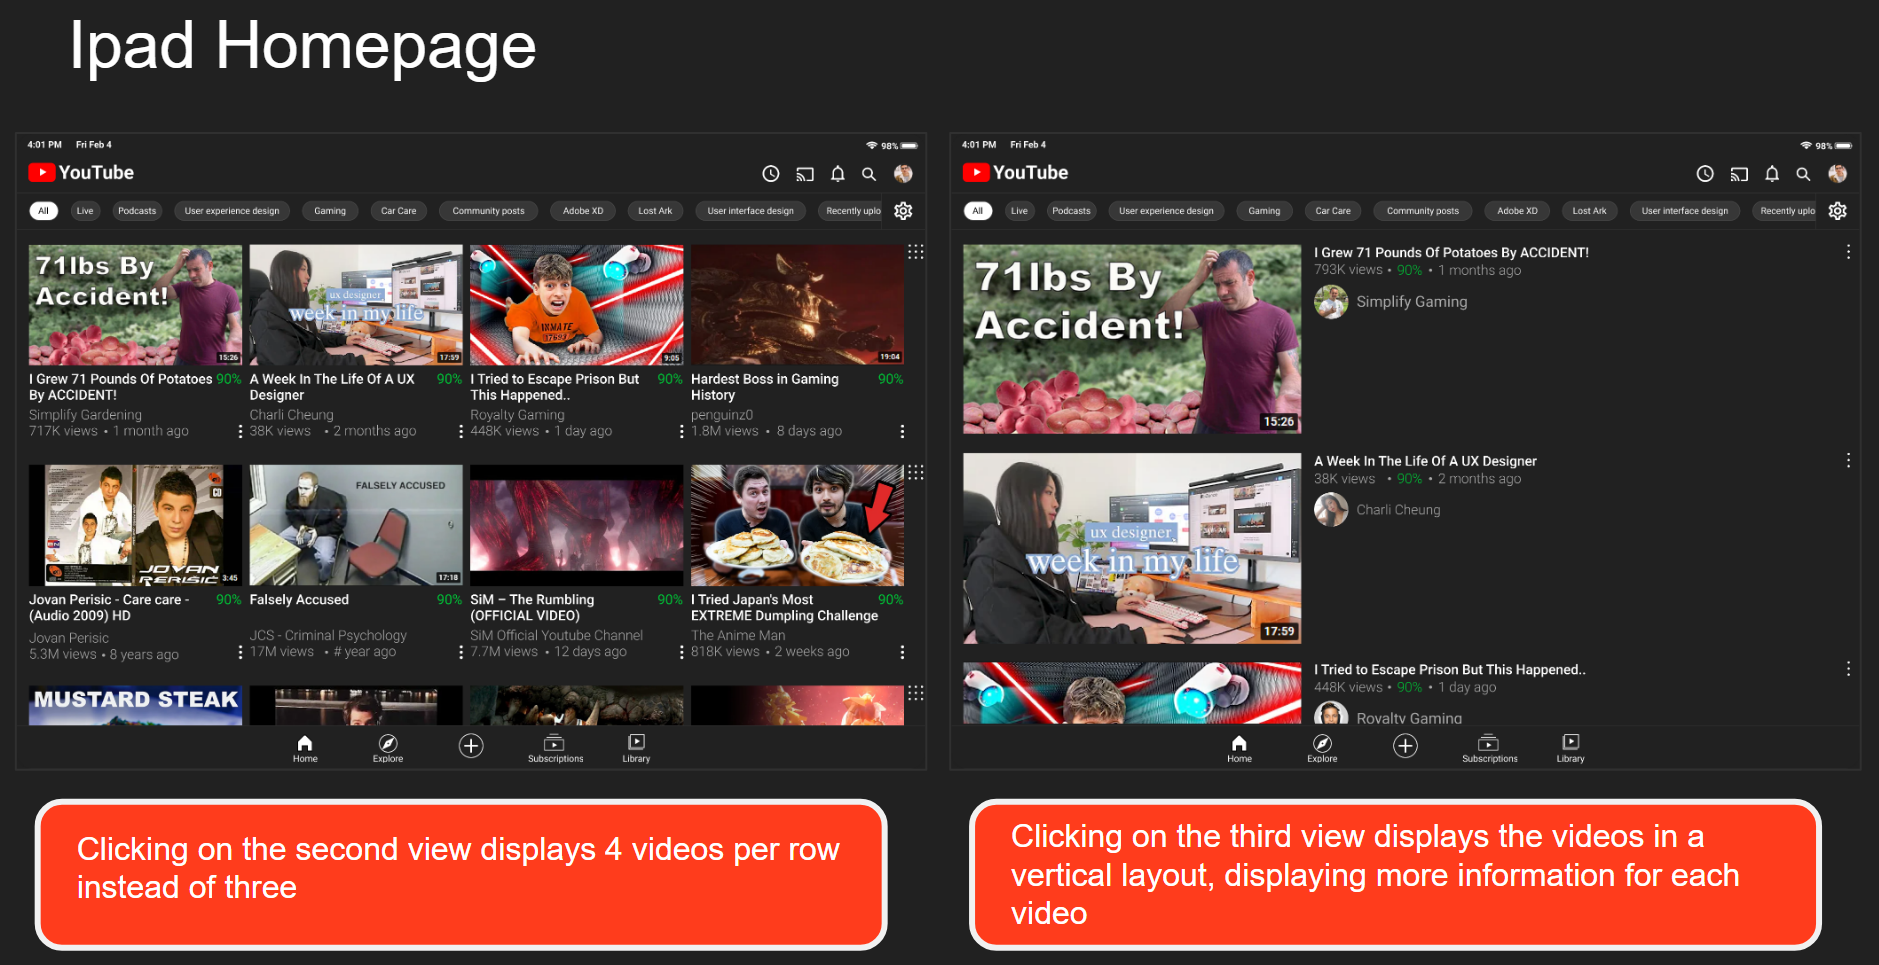 Ipad Homepage
4:01 PM Fri Feb 4 98%
YouTube
All Live Podcasts User experience design Gaming Car Care Community posts Adobe XD Lost Ark User interface design Recently uplo
71lbs By
Accident!
15:26
ux designer
week in my life
17:59
INMATE
9:05
19:04
I Grew 71 Pounds Of Potatoes 90%
By ACCIDENT!
Simplify Gardening
717K views • 1 month ago
A Week In The Life Of A UX 90%
Designer
Charli Cheung
38K views • 2 months ago
I Tried to Escape Prison But 90%
This Happened..
Royalty Gaming
448K views • 1 day ago
Hardest Boss in Gaming 90%
History
penguinz0
1.8M views • 8 days ago
CD
JOVAN
PERISIC
3:45
FALSELY ACCUSED
17:18
Jovan Perisic - Care care - 90%
(Audio 2009) HD
Jovan Perisic
5.3M views • 8 years ago
Falsely Accused 90%
JCS - Criminal Psychology
17M views • # year ago
SiM – The Rumbling 90%
(OFFICIAL VIDEO)
SiM Official Youtube Channel
7.7M views • 12 days ago
I Tried Japan's Most 90%
EXTREME Dumpling Challenge
The Anime Man
818K views • 2 weeks ago
MUSTARD STEAK
Home Explore Subscriptions Library
4:01 PM Fri Feb 4 98%
YouTube
All Live Podcasts User experience design Gaming Car Care Community posts Adobe XD Lost Ark User interface design Recently uplo
71lbs By
Accident!
15:26
I Grew 71 Pounds Of Potatoes By ACCIDENT!
793K views • 90% • 1 months ago
Simplify Gaming
ux designer
week in my life
17:59
A Week In The Life Of A UX Designer
38K views • 90% • 2 months ago
Charli Cheung
I Tried to Escape Prison But This Happened..
448K views • 90% • 1 day ago
Royalty Gaming
Home Explore Subscriptions Library
Clicking on the second view displays 4 videos per row
instead of three
Clicking on the third view displays the videos in a
vertical layout, displaying more information for each
video